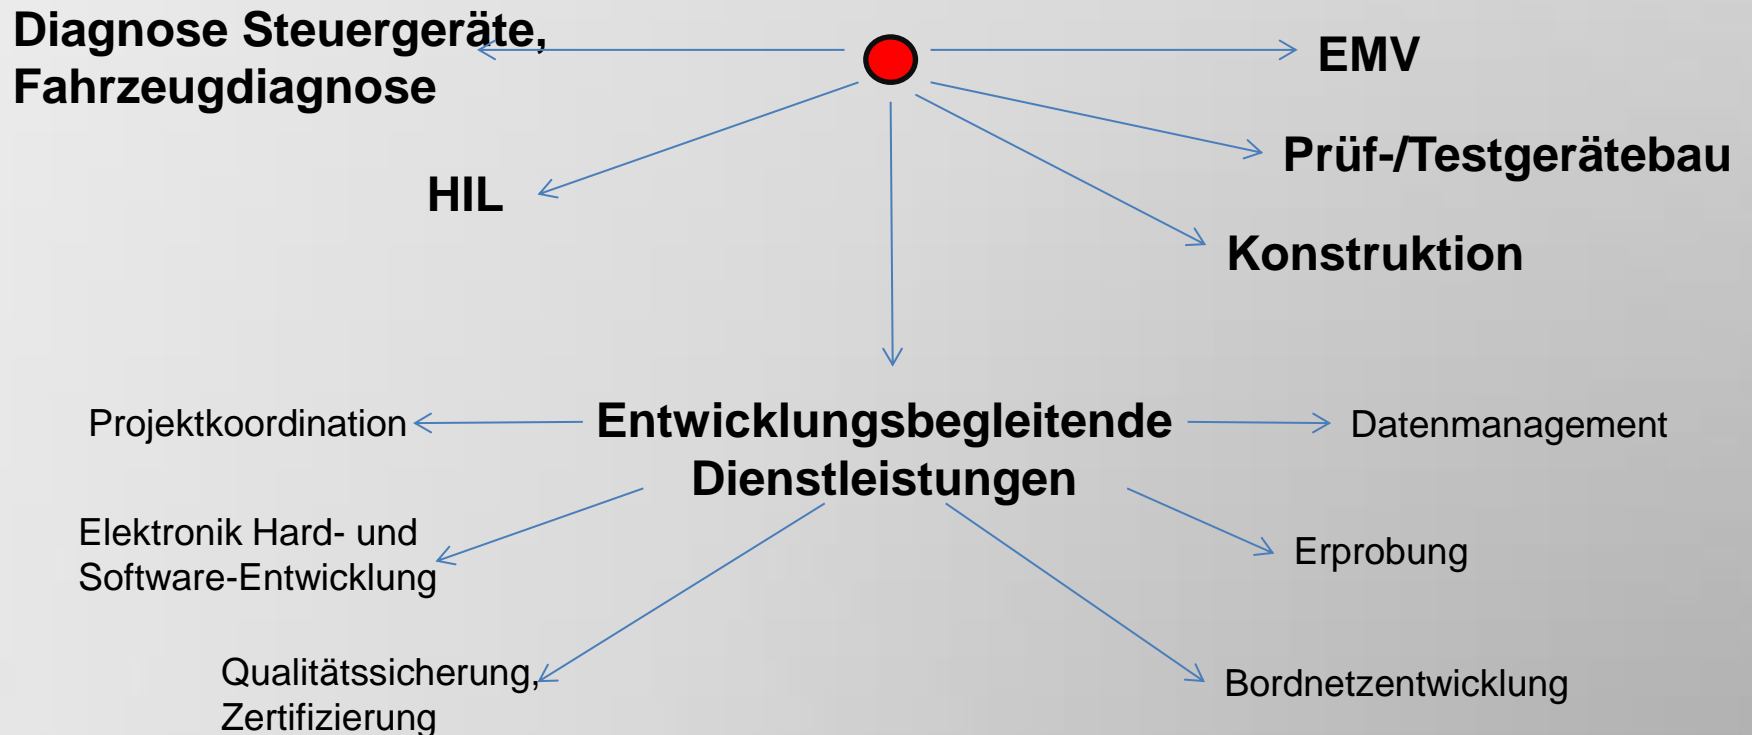 Diagnose Steuergeräte,
Fahrzeugdiagnose
EMV
Prüf-/Testgerätebau
HIL
Konstruktion
Entwicklungsbegleitende
Dienstleistungen
Projektkoordination
Datenmanagement
Elektronik Hard- und
Software-Entwicklung
Erprobung
Qualitätssicherung,
Zertifizierung
Bordnetzentwicklung